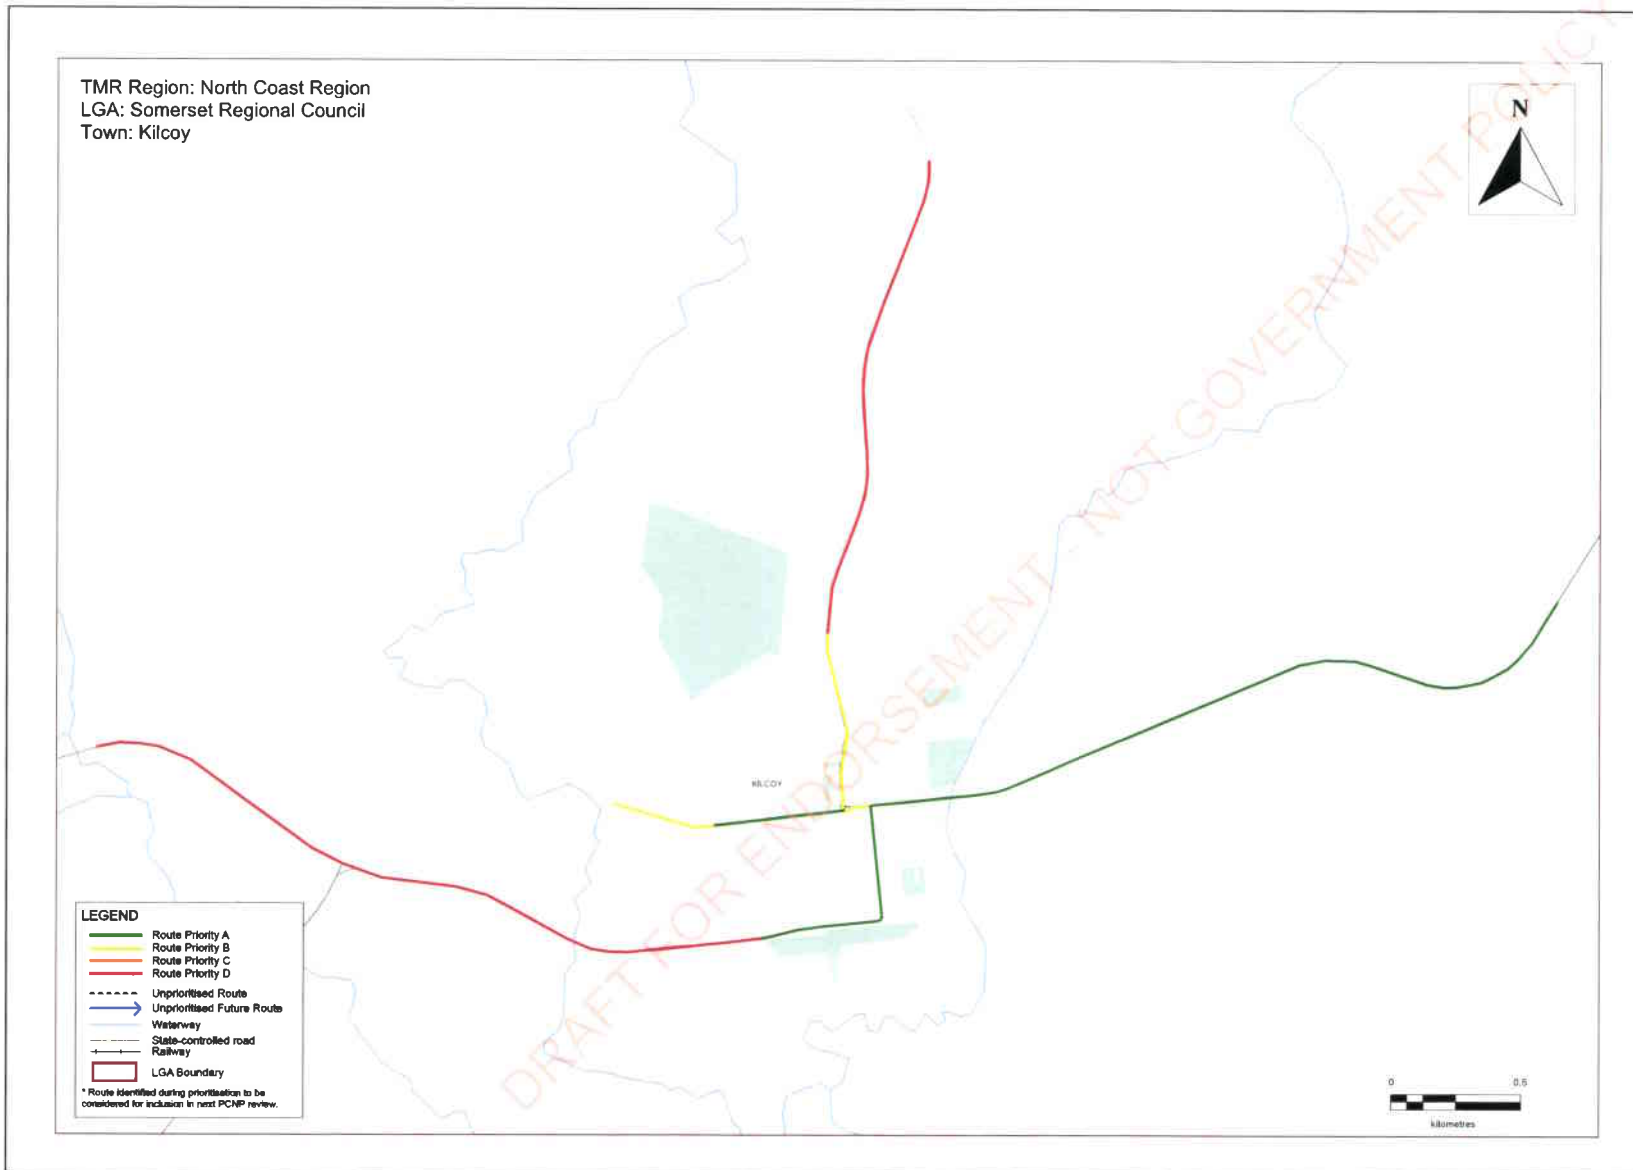 TMR Region: North Coast Region
LGA: Somerset Regional Council
Town: Kilcoy
N
DRAFT FOR ENDORSEMENT - NOT GOVERNMENT POLICY
KILCOY
LEGEND
Route Priority A
Route Priority B
Route Priority C
Route Priority D
Unprioritised Route
Unprioritised Future Route
Waterway
State-controlled road
Railway
LGA Boundary
* Route identified during prioritisation to be
considered for inclusion in next PCNP review.
0 0.5
kilometres